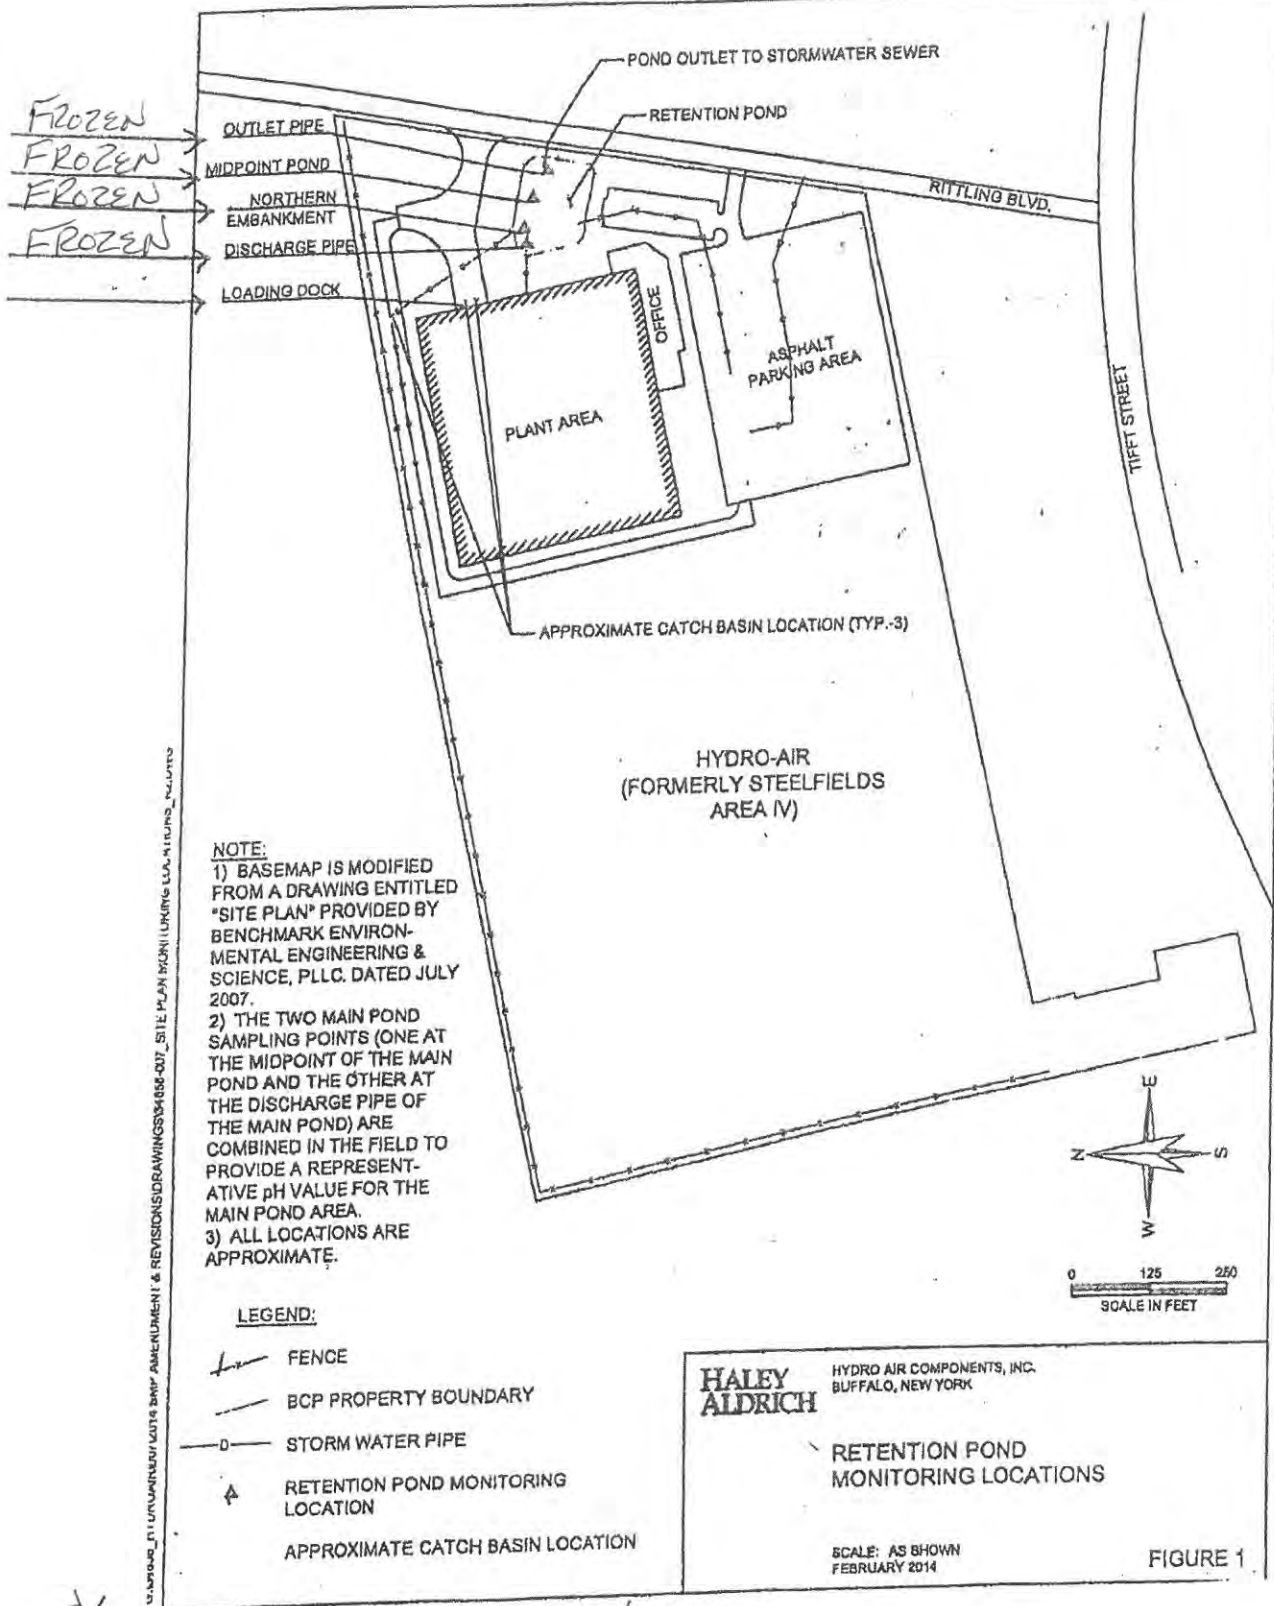 POND OUTLET TO STORMWATER SEWER
RETENTION POND
FROZEN
OUTLET PIPE
FROZEN
MIDPOINT POND
FROZEN
NORTHERN
EMBANKMENT
FROZEN
DISCHARGE PIPE
LOADING DOCK
RITTLING BLVD.
OFFICE
ASPHALT
PARKING AREA
TIFFT STREET
PLANT AREA
APPROXIMATE CATCH BASIN LOCATION (TYP.-3)
HYDRO-AIR
(FORMERLY STEELFIELDS
AREA IV)
NOTE:
1) BASEMAP IS MODIFIED
FROM A DRAWING ENTITLED
"SITE PLAN" PROVIDED BY
BENCHMARK ENVIRON-
MENTAL ENGINEERING &
SCIENCE, PLLC. DATED JULY
2007.
2) THE TWO MAIN POND
SAMPLING POINTS (ONE AT
THE MIDPOINT OF THE MAIN
POND AND THE OTHER AT
THE DISCHARGE PIPE OF
THE MAIN POND) ARE
COMBINED IN THE FIELD TO
PROVIDE A REPRESENT-
ATIVE pH VALUE FOR THE
MAIN POND AREA.
3) ALL LOCATIONS ARE
APPROXIMATE.
E
N
S
W
0 125 250
SCALE IN FEET
LEGEND:
FENCE
BCP PROPERTY BOUNDARY
STORM WATER PIPE
RETENTION POND MONITORING
LOCATION
APPROXIMATE CATCH BASIN LOCATION
HALEY
ALDRICH
HYDRO AIR COMPONENTS, INC.
BUFFALO, NEW YORK
RETENTION POND
MONITORING LOCATIONS
SCALE: AS SHOWN
FEBRUARY 2014
FIGURE 1
AMENDMENT & REVISIONS\DRAWINGS\34856-007_SITE PLAN MONITORING LOCATIONS